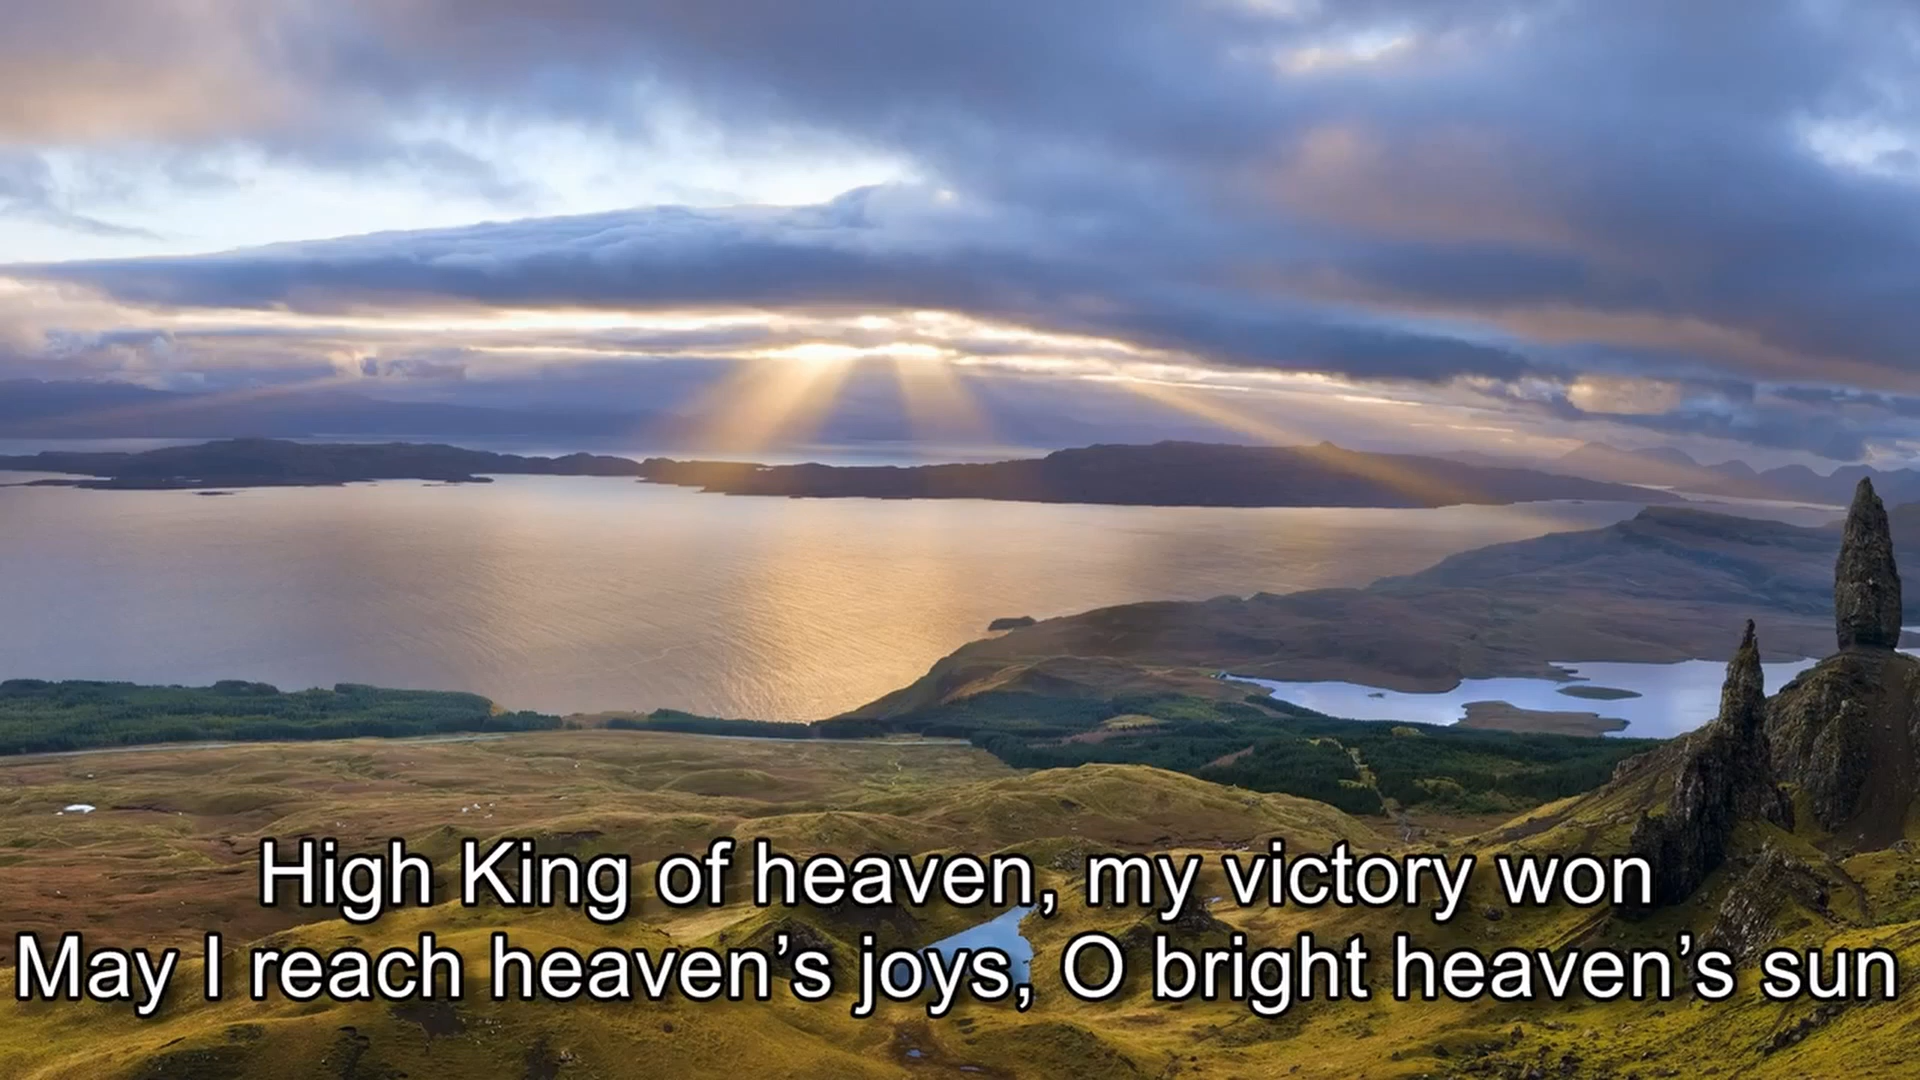 High King of heaven, my victory won
May I reach heaven’s joys, O bright heaven’s sun